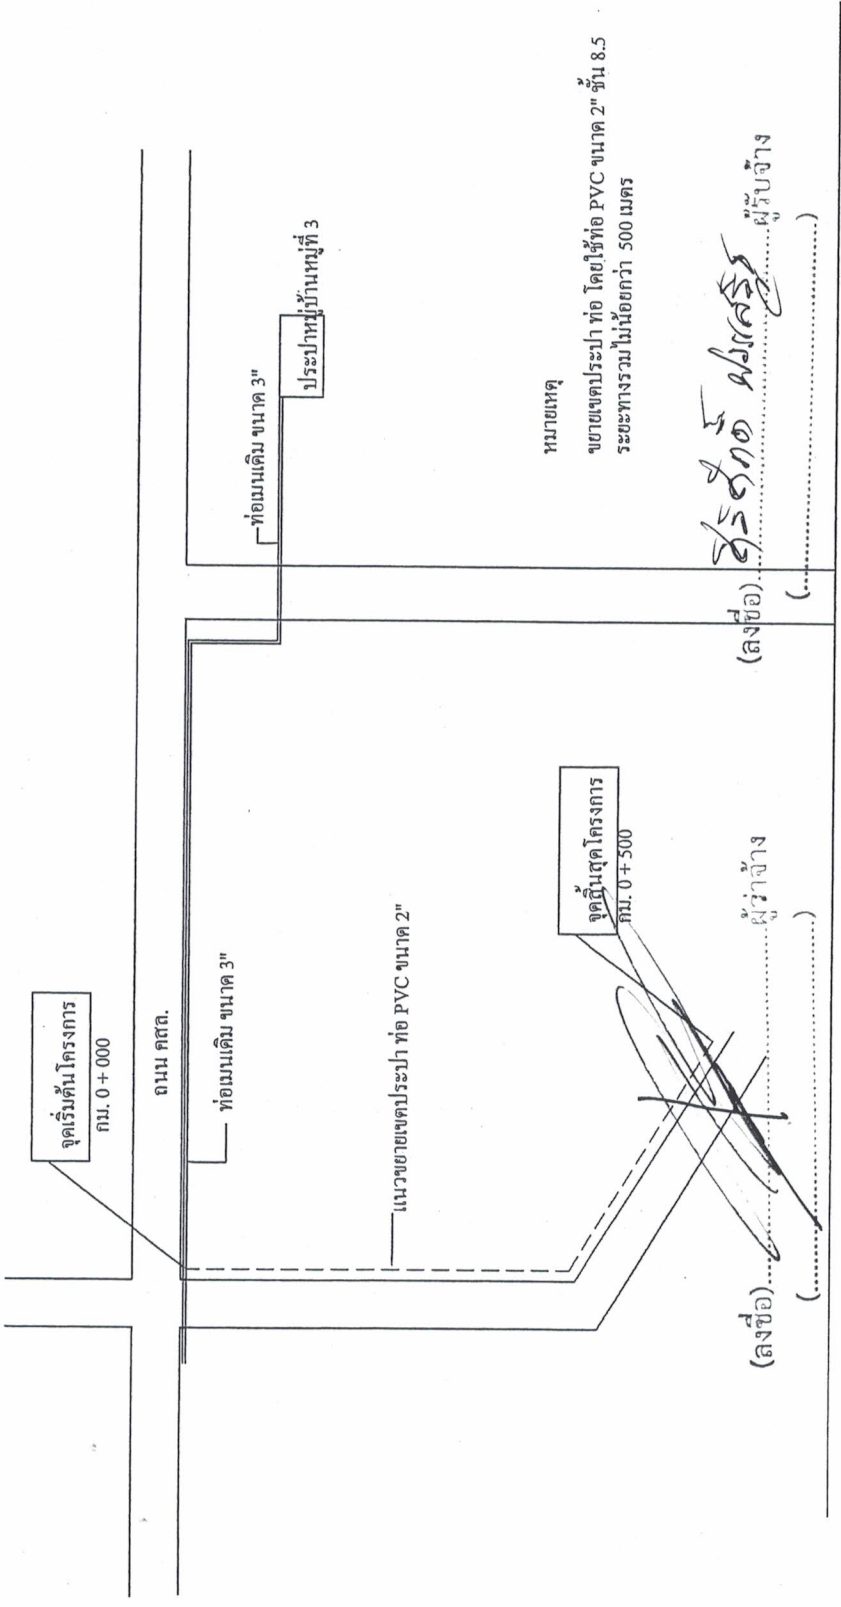 จุดเริ่มต้นโครงการ
กม. 0 + 000
ถนน คสล.
ท่อเมนเดิม ขนาด 3"
ท่อเมนเดิม ขนาด 3"
ประปาหมู่บ้านหมู่ที่ 3
แนวขยายเขตประปา ท่อ PVC ขนาด 2"
จุดสิ้นสุดโครงการ
กม. 0 + 500
หมายเหตุ
ขยายเขตประปา ท่อ โดยใช้ท่อ PVC ขนาด 2" ชั้น 8.5
ระยะทางรวมไม่น้อยกว่า 500 เมตร
(ลงชื่อ)..........ผู้ว่าจ้าง
(..........)
(ลงชื่อ)..........ผู้รับจ้าง
(..........)